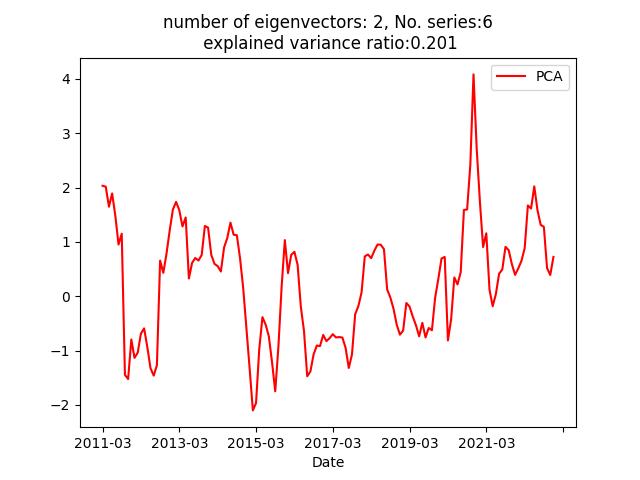 number of eigenvectors: 2, No. series:6
explained variance ratio:0.201
PCA
4
3
2
1
0
−1
−2
2011-03 2013-03 2015-03 2017-03 2019-03 2021-03
Date